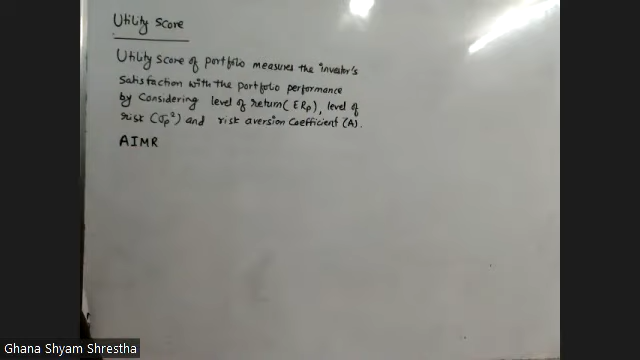 Utility Score
Utility Score of portfolio measures the investor's
Satisfaction with the portfolio performance
by Considering level of return (ERp), level of
risk (σp²) and risk aversion Coefficient (A).
AIMR
Ghana Shyam Shrestha